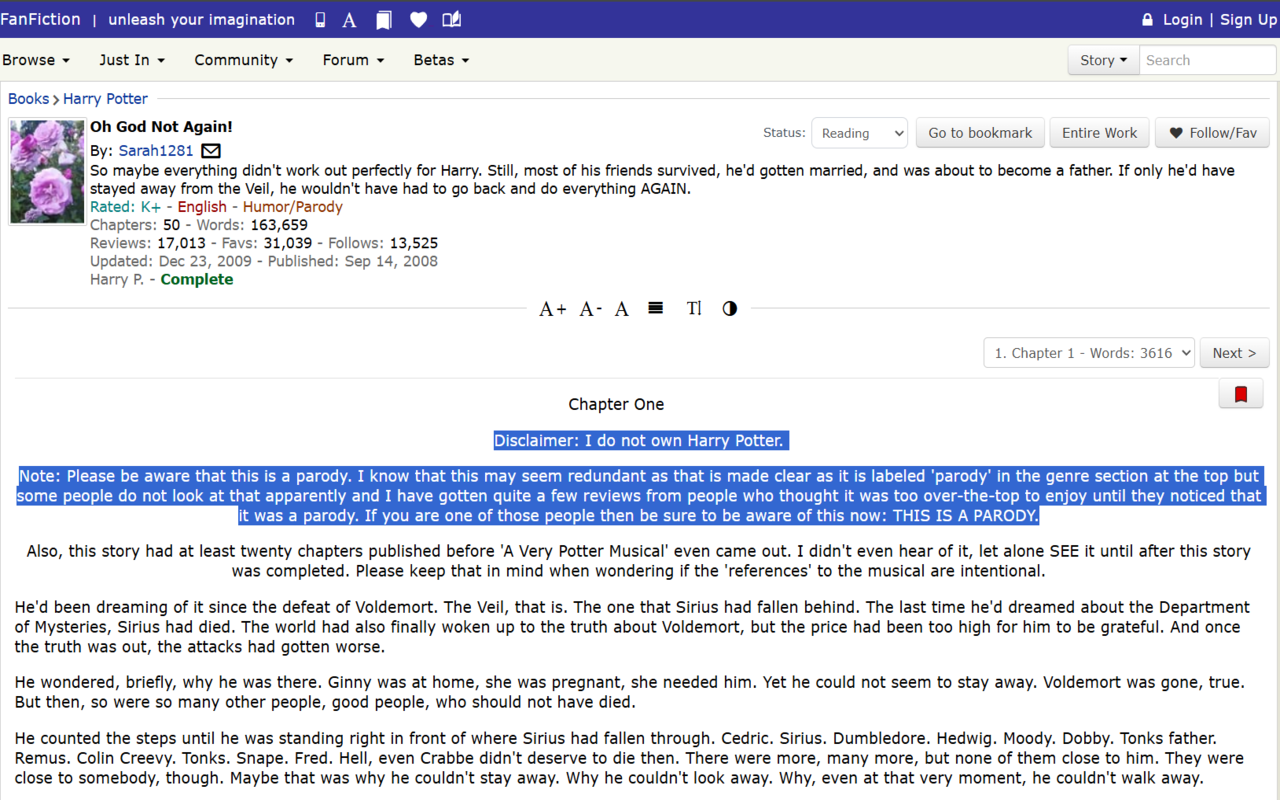 FanFiction | unleash your imagination A
Login | Sign Up
Browse Just In Community Forum Betas
Story Search
Books Harry Potter
Oh God Not Again!
Status: Reading Go to bookmark Entire Work Follow/Fav
By: Sarah1281
So maybe everything didn't work out perfectly for Harry. Still, most of his friends survived, he'd gotten married, and was about to become a father. If only he'd have
stayed away from the Veil, he wouldn't have had to go back and do everything AGAIN.
Rated: K+ - English - Humor/Parody
Chapters: 50 - Words: 163,659
Reviews: 17,013 - Favs: 31,039 - Follows: 13,525
Updated: Dec 23, 2009 - Published: Sep 14, 2008
Harry P. - Complete
A+ A- A T|
1. Chapter 1 - Words: 3616 Next >
Chapter One
Disclaimer: I do not own Harry Potter.
Note: Please be aware that this is a parody. I know that this may seem redundant as that is made clear as it is labeled 'parody' in the genre section at the top but
some people do not look at that apparently and I have gotten quite a few reviews from people who thought it was too over-the-top to enjoy until they noticed that
it was a parody. If you are one of those people then be sure to be aware of this now: THIS IS A PARODY.
Also, this story had at least twenty chapters published before 'A Very Potter Musical' even came out. I didn't even hear of it, let alone SEE it until after this story
was completed. Please keep that in mind when wondering if the 'references' to the musical are intentional.
He'd been dreaming of it since the defeat of Voldemort. The Veil, that is. The one that Sirius had fallen behind. The last time he'd dreamed about the Department
of Mysteries, Sirius had died. The world had also finally woken up to the truth about Voldemort, but the price had been too high for him to be grateful. And once
the truth was out, the attacks had gotten worse.
He wondered, briefly, why he was there. Ginny was at home, she was pregnant, she needed him. Yet he could not seem to stay away. Voldemort was gone, true.
But then, so were so many other people, good people, who should not have died.
He counted the steps until he was standing right in front of where Sirius had fallen through. Cedric. Sirius. Dumbledore. Hedwig. Moody. Dobby. Tonks father.
Remus. Colin Creevy. Tonks. Snape. Fred. Hell, even Crabbe didn't deserve to die then. There were more, many more, but none of them close to him. They were
close to somebody, though. Maybe that was why he couldn't stay away. Why he couldn't look away. Why, even at that very moment, he couldn't walk away.